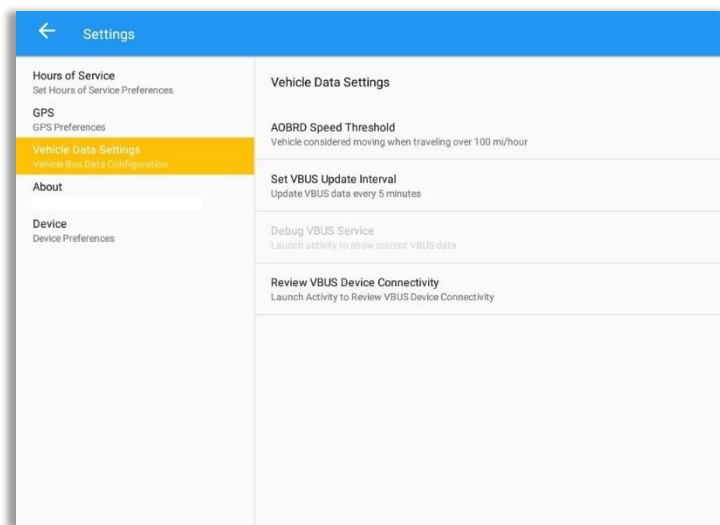 Settings
Hours of Service
Set Hours of Service Preferences
GPS
GPS Preferences
Vehicle Data Settings
Vehicle Bus Data Configuration
About
Device
Device Preferences
Vehicle Data Settings
AOBRD Speed Threshold
Vehicle considered moving when traveling over 100 mi/hour
Set VBUS Update Interval
Update VBUS data every 5 minutes
Debug VBUS Service
Launch activity to show current VBUS data
Review VBUS Device Connectivity
Launch Activity to Review VBUS Device Connectivity